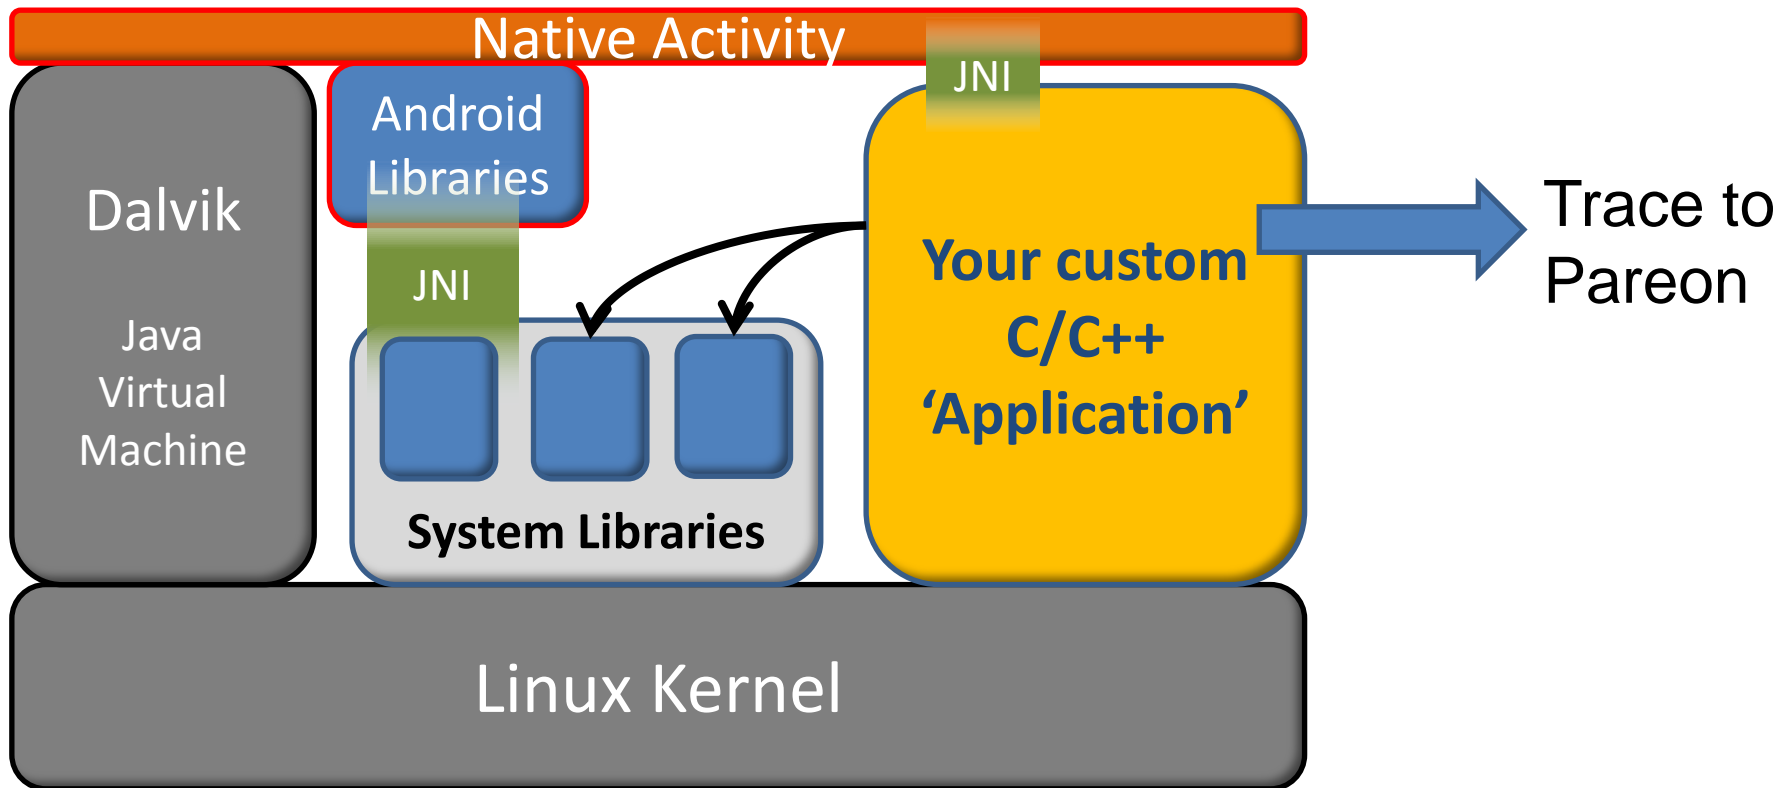 Native Activity
JNI
Android
Libraries
Dalvik
Java
Virtual
Machine
JNI
System Libraries
Your custom
C/C++
‘Application’
Trace to
Pareon
Linux Kernel